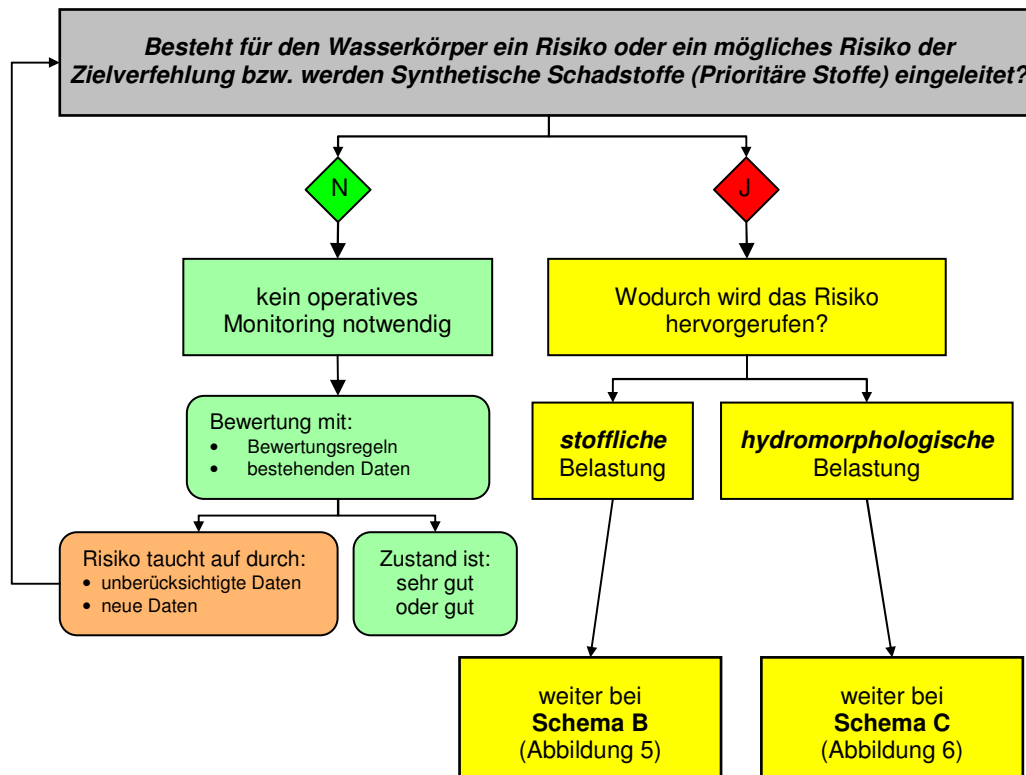 Besteht für den Wasserkörper ein Risiko oder ein mögliches Risiko der
Zielverfehlung bzw. werden Synthetische Schadstoffe (Prioritäre Stoffe) eingeleitet?
N
J
kein operatives
Monitoring notwendig
Wodurch wird das Risiko
hervorgerufen?
Bewertung mit:
• Bewertungsregeln
• bestehenden Daten
stoffliche
Belastung
hydromorphologische
Belastung
Risiko taucht auf durch:
• unberücksichtigte Daten
• neue Daten
Zustand ist:
sehr gut
oder gut
weiter bei
Schema B
(Abbildung 5)
weiter bei
Schema C
(Abbildung 6)